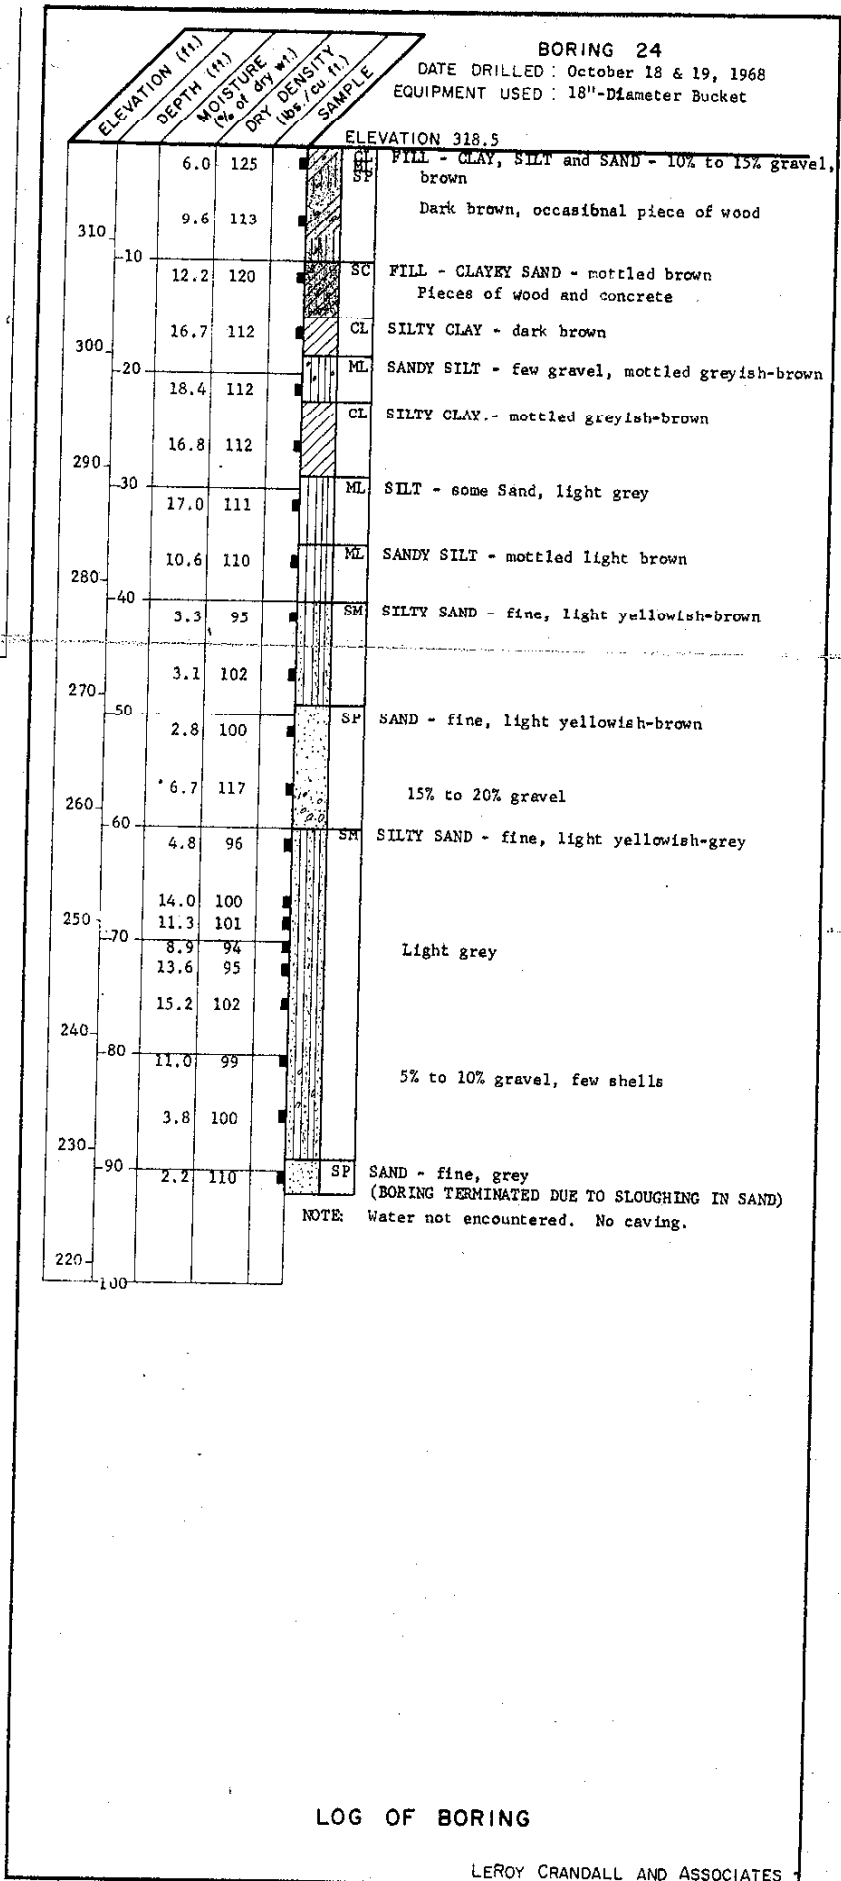 BORING 24
DATE DRILLED : October 18 & 19, 1968
EQUIPMENT USED : 18"-Diameter Bucket
ELEVATION (ft.)
DEPTH (ft.)
MOISTURE (% of dry wt.)
DRY DENSITY (lbs./cu. ft.)
SAMPLE
ELEVATION 318.5
6.0 125 CL ML SP FILL - CLAY, SILT and SAND - 10% to 15% gravel,
brown
9.6 113 Dark brown, occasional piece of wood
310
10
12.2 120 SC FILL - CLAYEY SAND - mottled brown
Pieces of wood and concrete
16.7 112 CL SILTY CLAY - dark brown
300
20 ML SANDY SILT - few gravel, mottled greyish-brown
18.4 112
CL SILTY CLAY.- mottled greyish-brown
16.8 112
290
30 ML SILT - some Sand, light grey
17.0 111
10.6 110 ML SANDY SILT - mottled light brown
280
40
3.3 95 SM SILTY SAND - fine, light yellowish-brown
3.1 102
270
50 SP SAND - fine, light yellowish-brown
2.8 100
6.7 117 15% to 20% gravel
260
60
4.8 96 SM SILTY SAND - fine, light yellowish-grey
14.0 100
250 11.3 101
70
8.9 94 Light grey
13.6 95
15.2 102
240
80
11.0 99
5% to 10% gravel, few shells
3.8 100
230
90
2.2 110 SP SAND - fine, grey
(BORING TERMINATED DUE TO SLOUGHING IN SAND)
NOTE: Water not encountered. No caving.
220
100
LOG OF BORING
LEROY CRANDALL AND ASSOCIATES